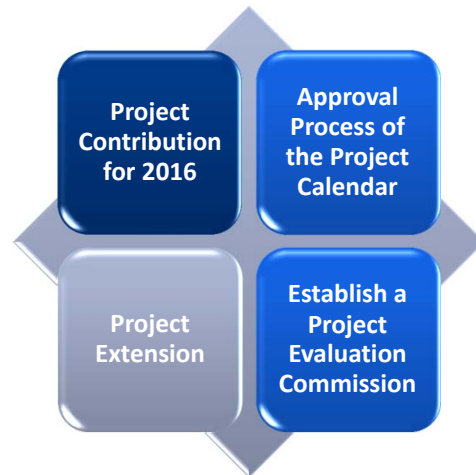 Project
Contribution
for 2016
Approval
Process of
the Project
Calendar
Project
Extension
Establish a
Project
Evaluation
Commission